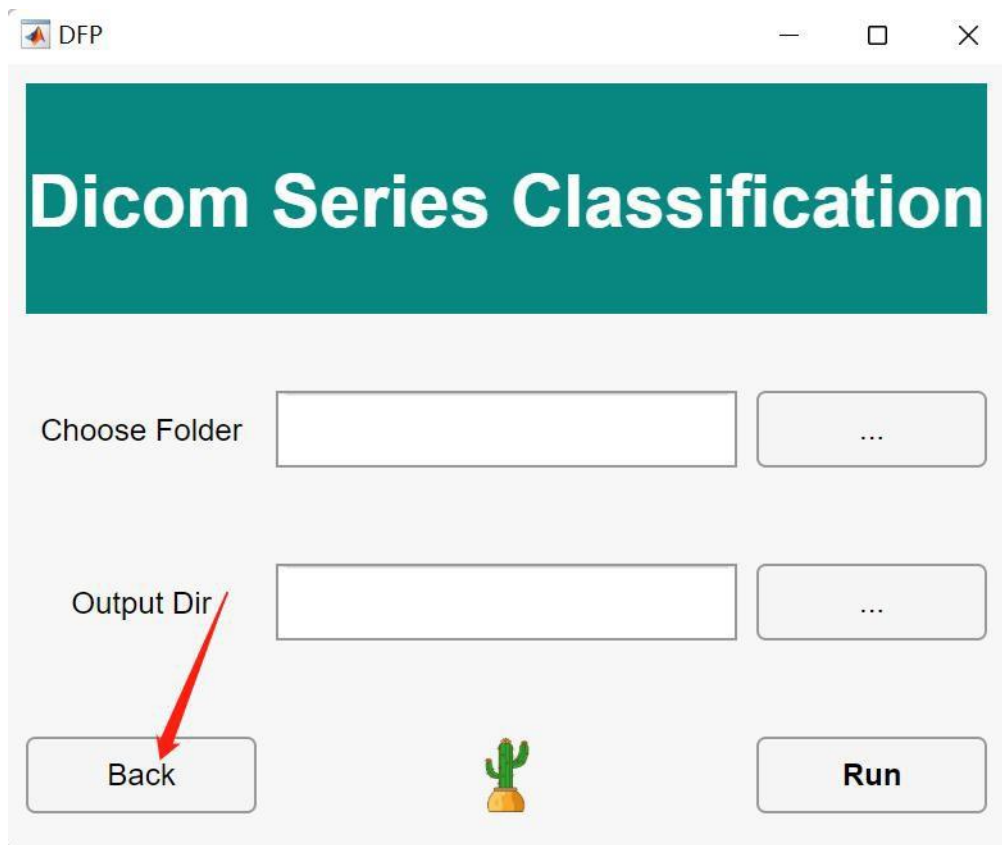 DFP
Dicom Series Classification
Choose Folder
...
Output Dir
...
Back
Run